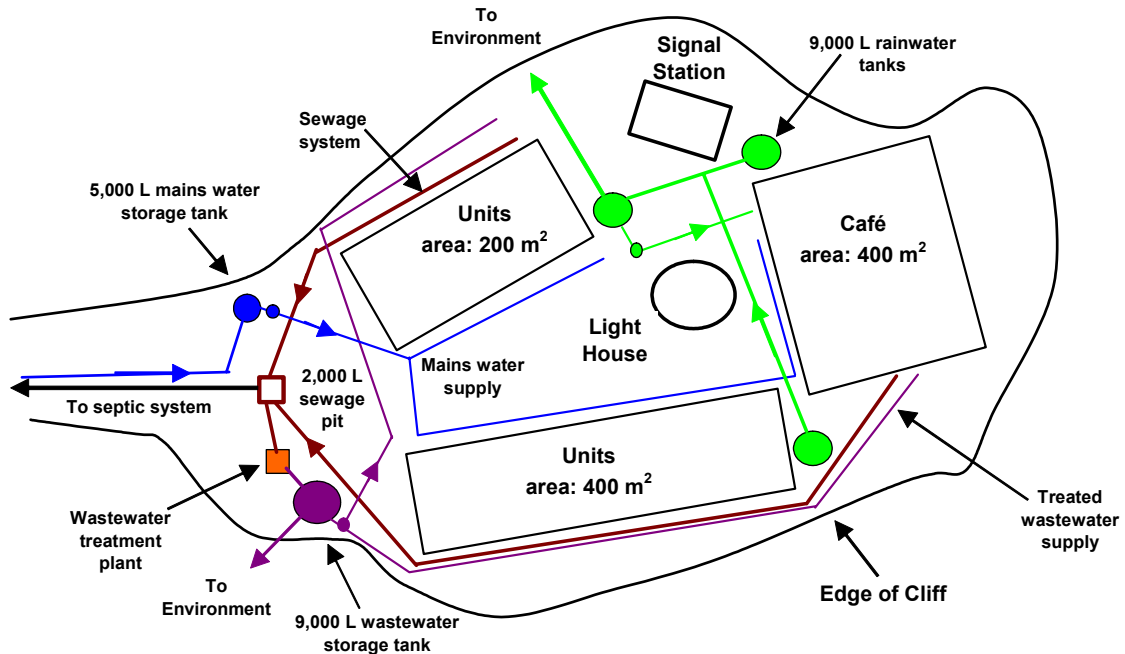 To
Environment
Signal
Station
9,000 L rainwater
tanks
Sewage
system
5,000 L mains water
storage tank
Units
area: 200 m²
Café
area: 400 m²
Light
House
Mains water
supply
2,000 L
sewage
pit
To septic system
Units
area: 400 m²
Wastewater
treatment
plant
Treated
wastewater
supply
To
Environment
Edge of Cliff
9,000 L wastewater
storage tank